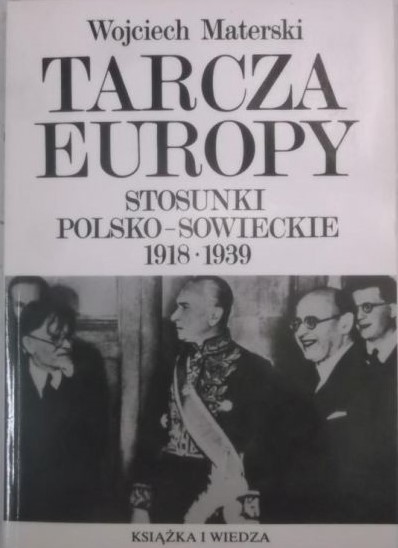 Wojciech Materski
TARCZA
EUROPY
STOSUNKI
POLSKO-SOWIECKIE
1918 · 1939
KSIĄŻKA I WIEDZA